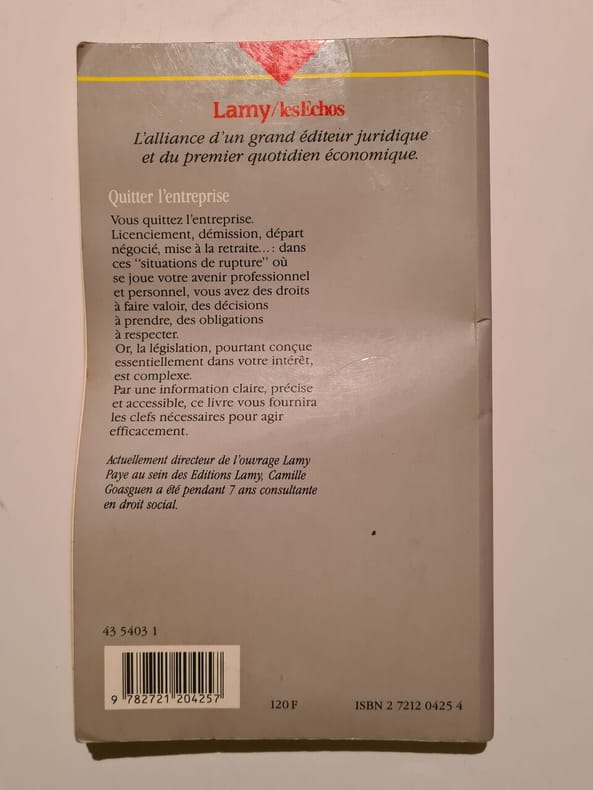 Lamy/lesEchos
L'alliance d'un grand éditeur juridique
et du premier quotidien économique.
Quitter l'entreprise
Vous quittez l'entreprise.
Licenciement, démission, départ
négocié, mise à la retraite... : dans
ces "situations de rupture" où
se joue votre avenir professionnel
et personnel, vous avez des droits
à faire valoir, des décisions
à prendre, des obligations
à respecter.
Or, la législation, pourtant conçue
essentiellement dans votre intérêt,
est complexe.
Par une information claire, précise
et accessible, ce livre vous fournira
les clefs nécessaires pour agir
efficacement.
Actuellement directeur de l'ouvrage Lamy
Paye au sein des Editions Lamy, Camille
Goasguen a été pendant 7 ans consultante
en droit social.
43 5403 1
9 782721 204257
120 F
ISBN 2 7212 0425 4